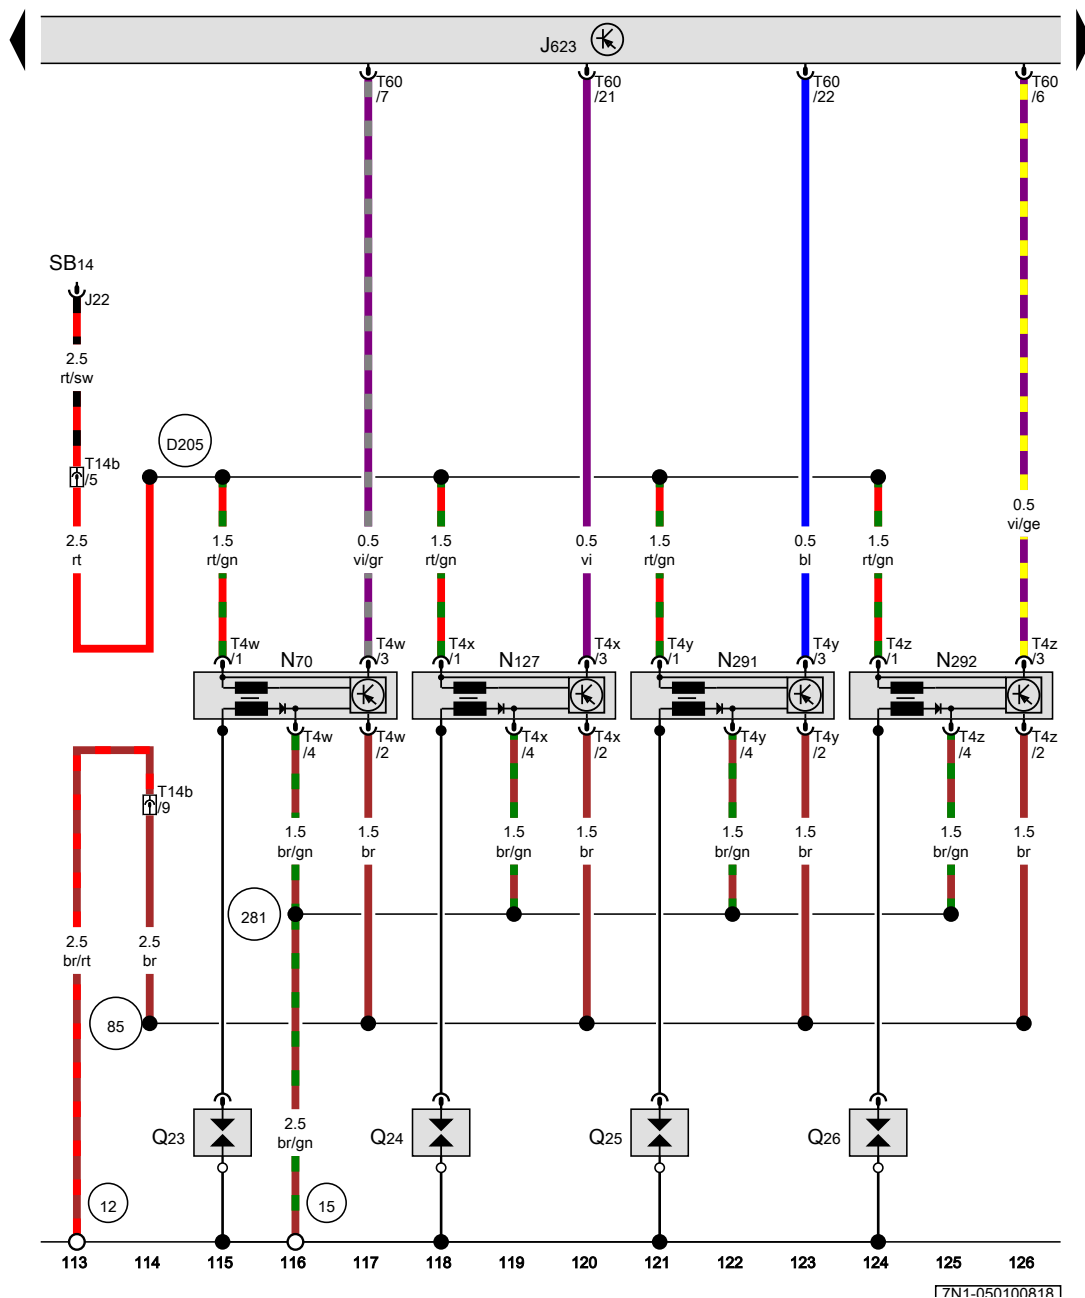 J623
T60 T60 T60 T60
/7 /21 /22 /6
SB14
J22
2.5
rt/sw
D205
T14b
/5
0.5
vi/ge
2.5 1.5 0.5 1.5 0.5 1.5 0.5 1.5
rt rt/gn vi/gr rt/gn vi rt/gn bl rt/gn
T4w N70 T4w T4x N127 T4x T4y N291 T4y T4z N292 T4z
/1 /3 /1 /3 /1 /3 /1 /3
T4w T4w T4x T4x T4y T4y T4z T4z
/4 /2 /4 /2 /4 /2 /4 /2
T14b
/9
1.5 1.5 1.5 1.5 1.5 1.5 1.5 1.5
br/gn br br/gn br br/gn br br/gn br
281
2.5 2.5
br/rt br
85
2.5
br/gn
Q23 Q24 Q25 Q26
12 15
113 114 115 116 117 118 119 120 121 122 123 124 125 126
7N1-050100818